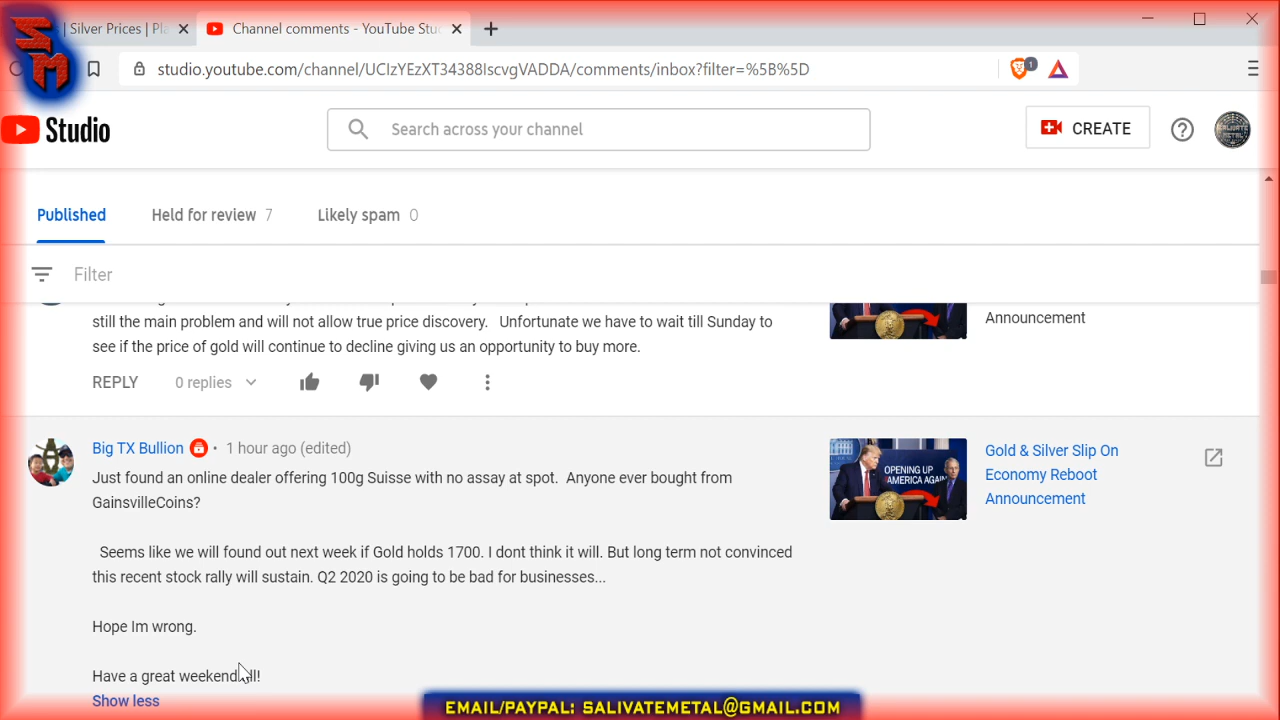 SM
| Silver Prices | Pla
Channel comments - YouTube Stud
studio.youtube.com/channel/UCIzYEzXT34388IscvgVADDA/comments/inbox?filter=%5B%5D
1
Studio
Search across your channel
CREATE
Published
Held for review 7
Likely spam 0
Filter
still the main problem and will not allow true price discovery. Unfortunate we have to wait till Sunday to
see if the price of gold will continue to decline giving us an opportunity to buy more.
Announcement
REPLY
0 replies
Big TX Bullion • 1 hour ago (edited)
Just found an online dealer offering 100g Suisse with no assay at spot. Anyone ever bought from
GainsvilleCoins?
Seems like we will found out next week if Gold holds 1700. I dont think it will. But long term not convinced
this recent stock rally will sustain. Q2 2020 is going to be bad for businesses...
Hope Im wrong.
Have a great weekend all!
Show less
OPENING UP
AMERICA AGAIN
Gold & Silver Slip On
Economy Reboot
Announcement
EMAIL/PAYPAL: SALIVATEMETAL@GMAIL.COM